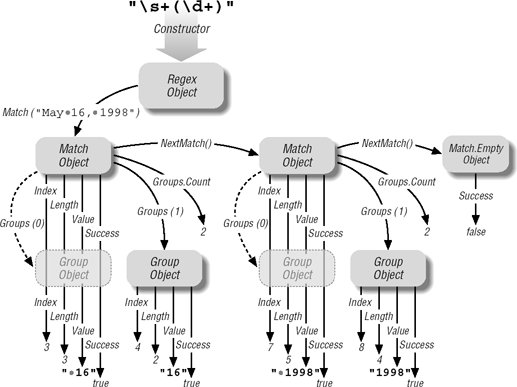 "\s+(\d+)"
Constructor
Regex
Object
Match("May•16,•1998")
Match
Object
NextMatch()
Match
Object
NextMatch()
Match.Empty
Object
Groups.Count
Groups.Count
Index
Length
Value
Success
Groups (0)
Groups (1)
2
Index
Length
Value
Success
Groups (0)
Groups (1)
2
Success
false
Group
Object
Group
Object
Group
Object
Group
Object
Index
Length
Value
Success
Index
Length
Value
Success
Index
Length
Value
Success
Index
Length
Value
Success
3
3
"•16"
true
4
2
"16"
true
7
5
"•1998"
true
8
4
"1998"
true